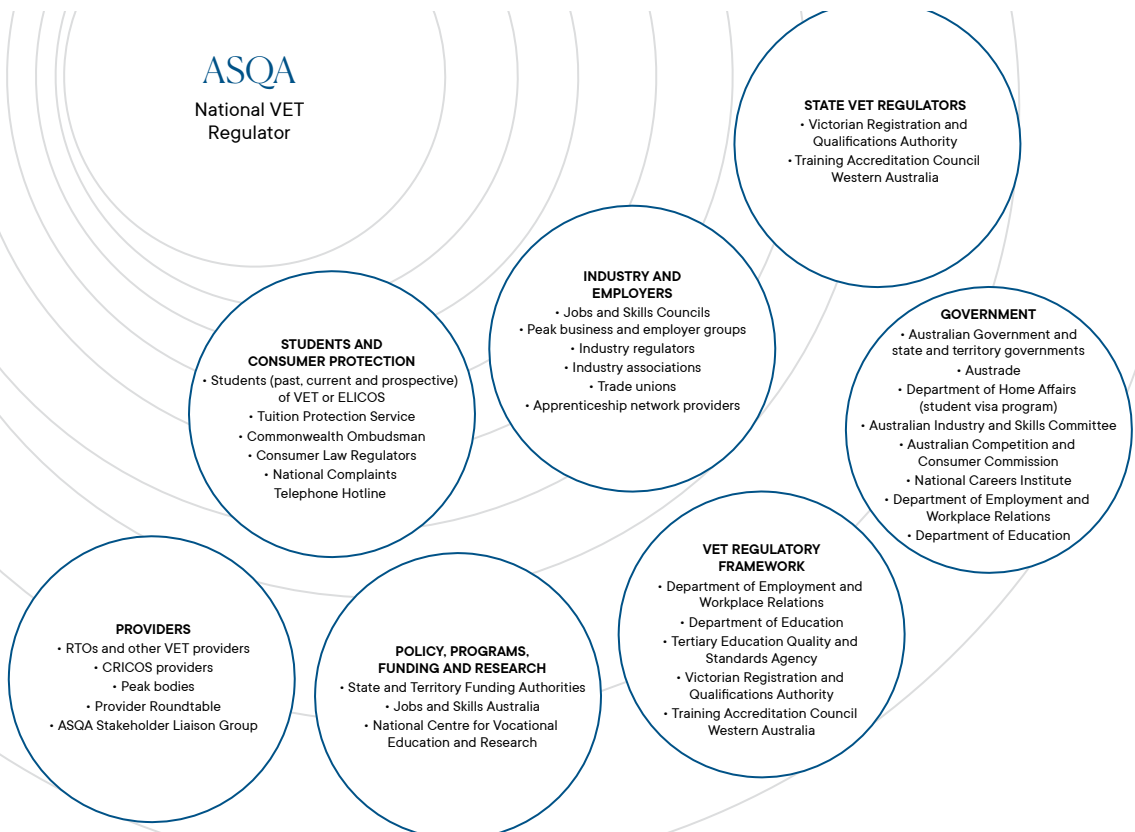 ASQA
National VET
Regulator
STATE VET REGULATORS
• Victorian Registration and
Qualifications Authority
• Training Accreditation Council
Western Australia
INDUSTRY AND
EMPLOYERS
• Jobs and Skills Councils
• Peak business and employer groups
• Industry regulators
• Industry associations
• Trade unions
• Apprenticeship network providers
GOVERNMENT
• Australian Government and
state and territory governments
• Austrade
• Department of Home Affairs
(student visa program)
• Australian Industry and Skills Committee
• Australian Competition and
Consumer Commission
• National Careers Institute
• Department of Employment and
Workplace Relations
• Department of Education
STUDENTS AND
CONSUMER PROTECTION
• Students (past, current and prospective)
of VET or ELICOS
• Tuition Protection Service
• Commonwealth Ombudsman
• Consumer Law Regulators
• National Complaints
Telephone Hotline
VET REGULATORY
FRAMEWORK
• Department of Employment and
Workplace Relations
• Department of Education
• Tertiary Education Quality and
Standards Agency
• Victorian Registration and
Qualifications Authority
• Training Accreditation Council
Western Australia
PROVIDERS
• RTOs and other VET providers
• CRICOS providers
• Peak bodies
• Provider Roundtable
• ASQA Stakeholder Liaison Group
POLICY, PROGRAMS,
FUNDING AND RESEARCH
• State and Territory Funding Authorities
• Jobs and Skills Australia
• National Centre for Vocational
Education and Research